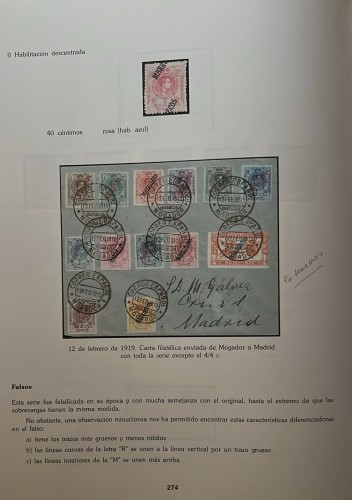 i) Habilitación descentrada
40 céntimos rosa (hab. azul)
CORREO ESPAÑOL
MOGADOR
Madrid
lo tenemos
12 de febrero de 1919. Carta filatélica enviada de Mogador a Madrid
con toda la serie excepto el 4/4 c.
Falsos
Esta serie fue falsificada en su época y con mucha semejanza con el original, hasta el extremo de que las
sobrecargas tienen la misma medida.
No obstante, una observación minuciosa nos ha permitido encontrar estas características diferenciadoras
en el falso:
a) tiene los trazos más gruesos y menos nítidos
b) las líneas curvas de la letra "R" se unen a la línea vertical por un trazo grueso
c) las líneas interiores de la "M" se unen más arriba.
274